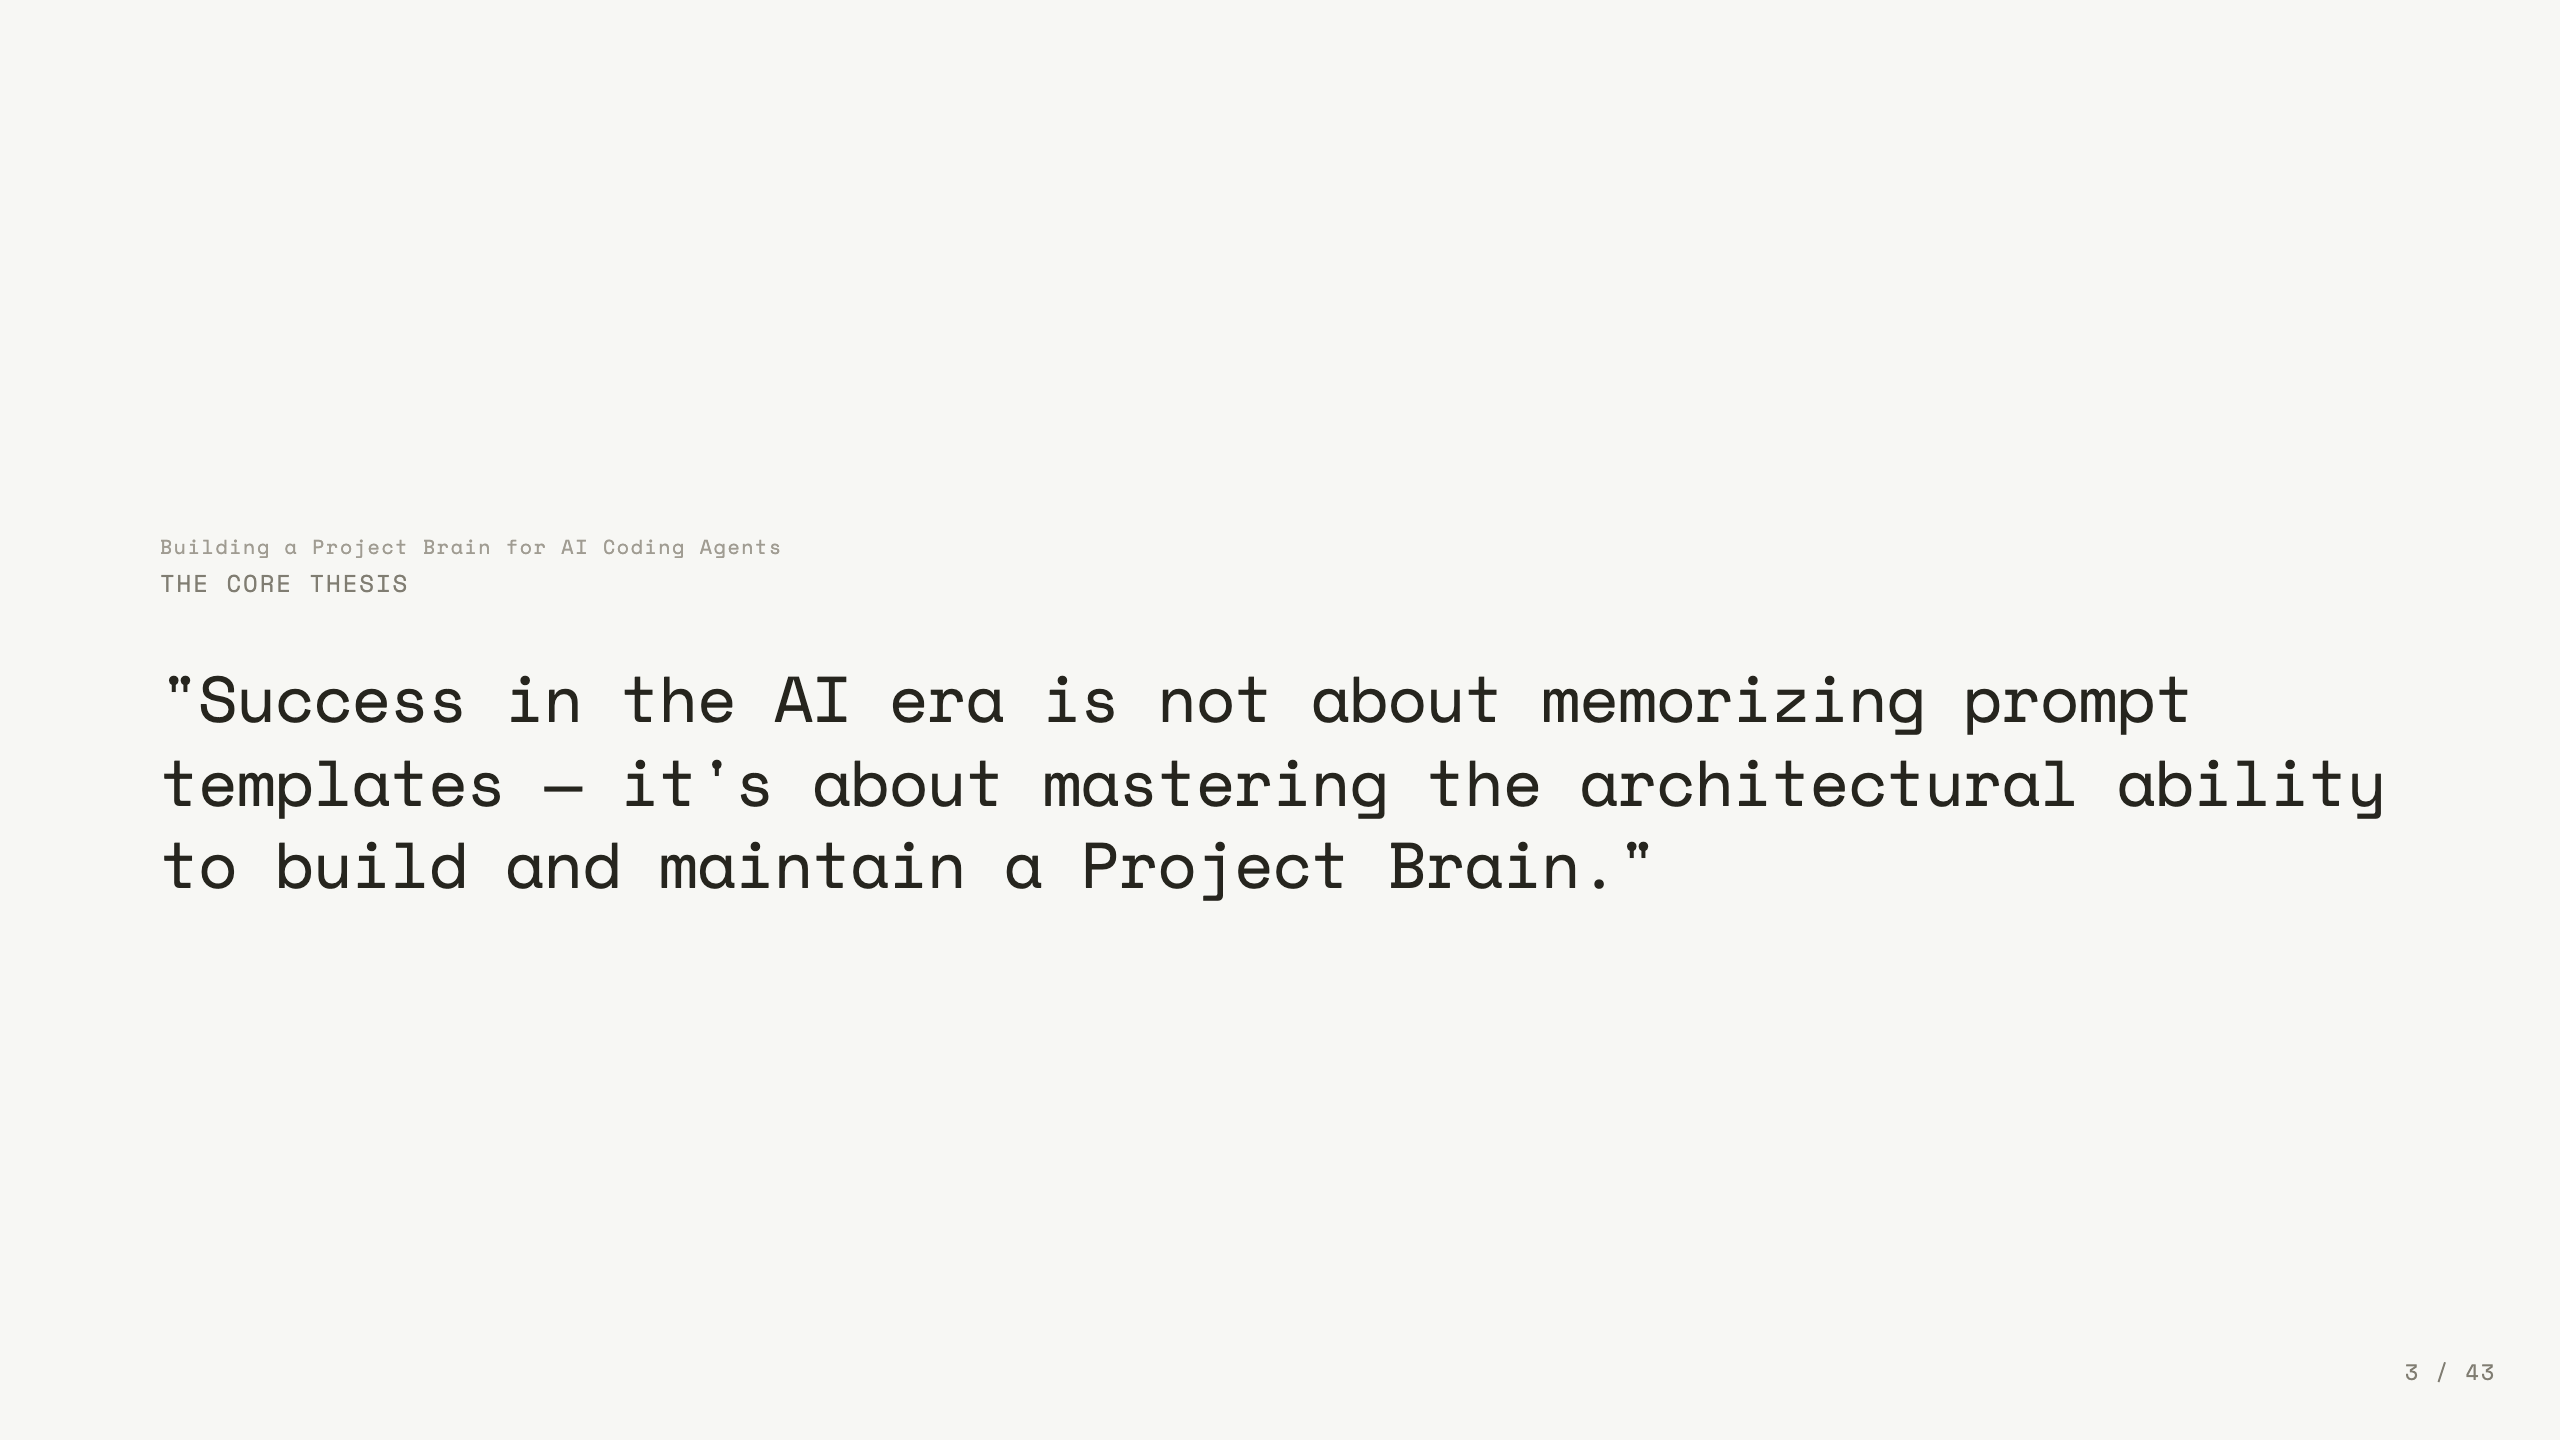 Building a Project Brain for AI Coding Agents
THE CORE THESIS
"Success in the AI era is not about memorizing prompt
templates — it's about mastering the architectural ability
to build and maintain a Project Brain."
3 / 43